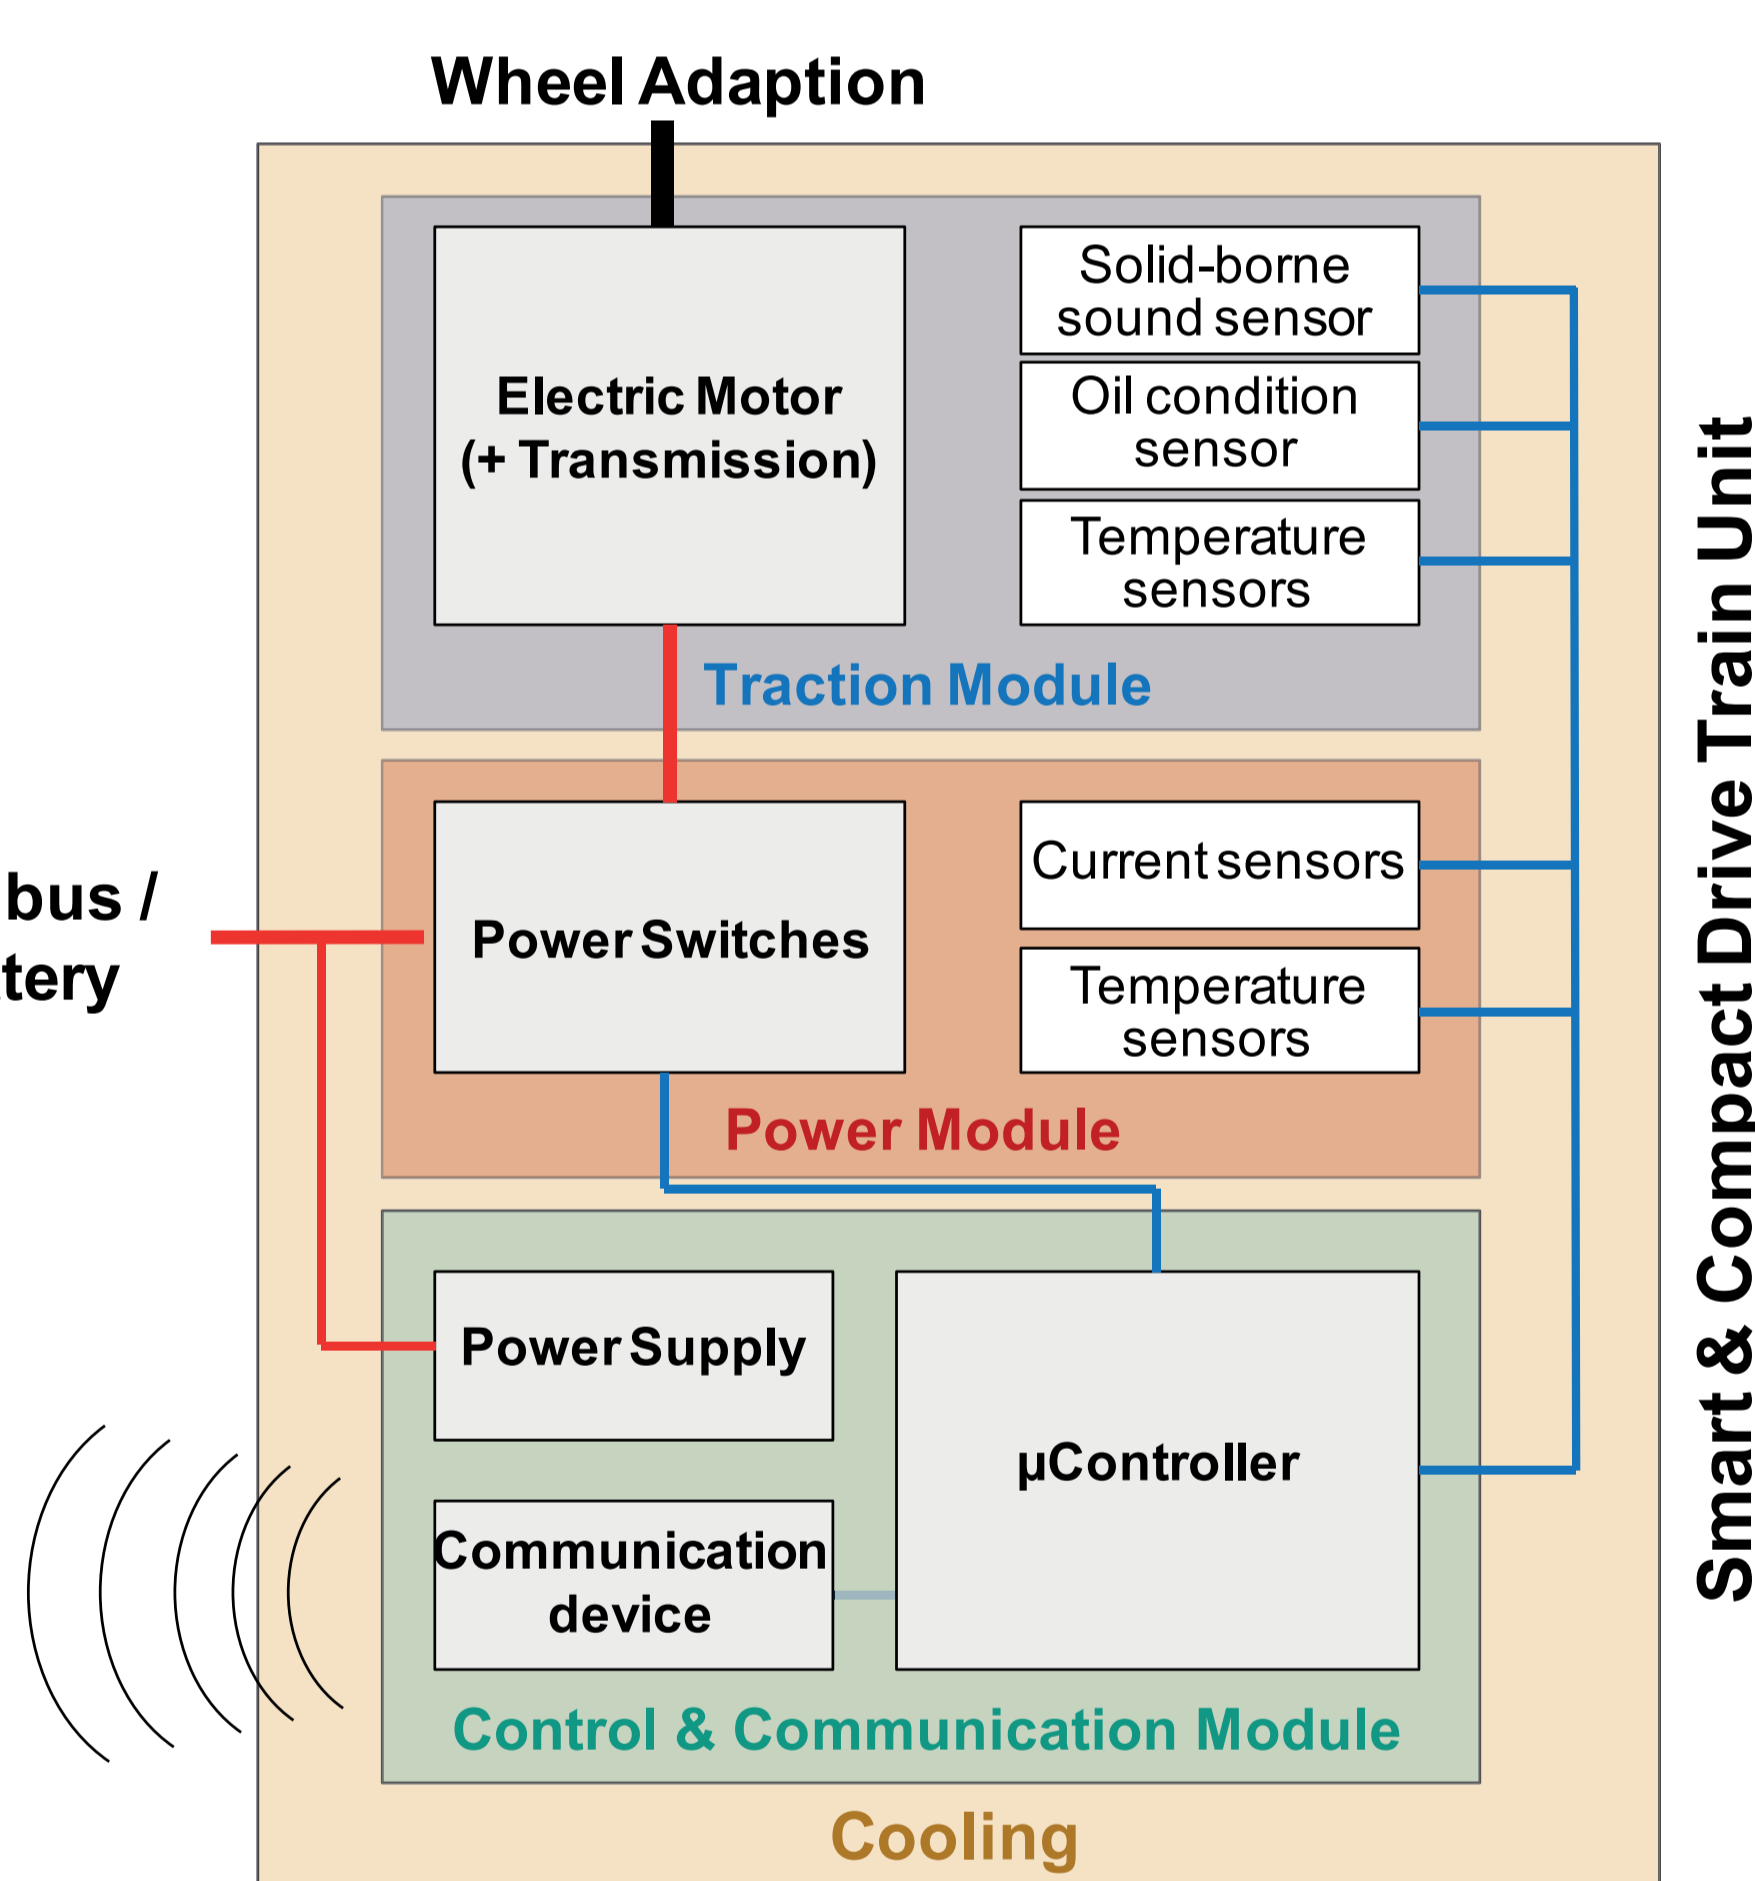 Wheel Adaption
Solid-borne
sound sensor
Electric Motor
(+ Transmission)
Oil condition
sensor
Temperature
sensors
Traction Module
bus /
Power Switches
Current sensors
Temperature
sensors
Power Module
Power Supply
µController
Communication
device
Control & Communication Module
Cooling
Smart & Compact Drive Train Unit